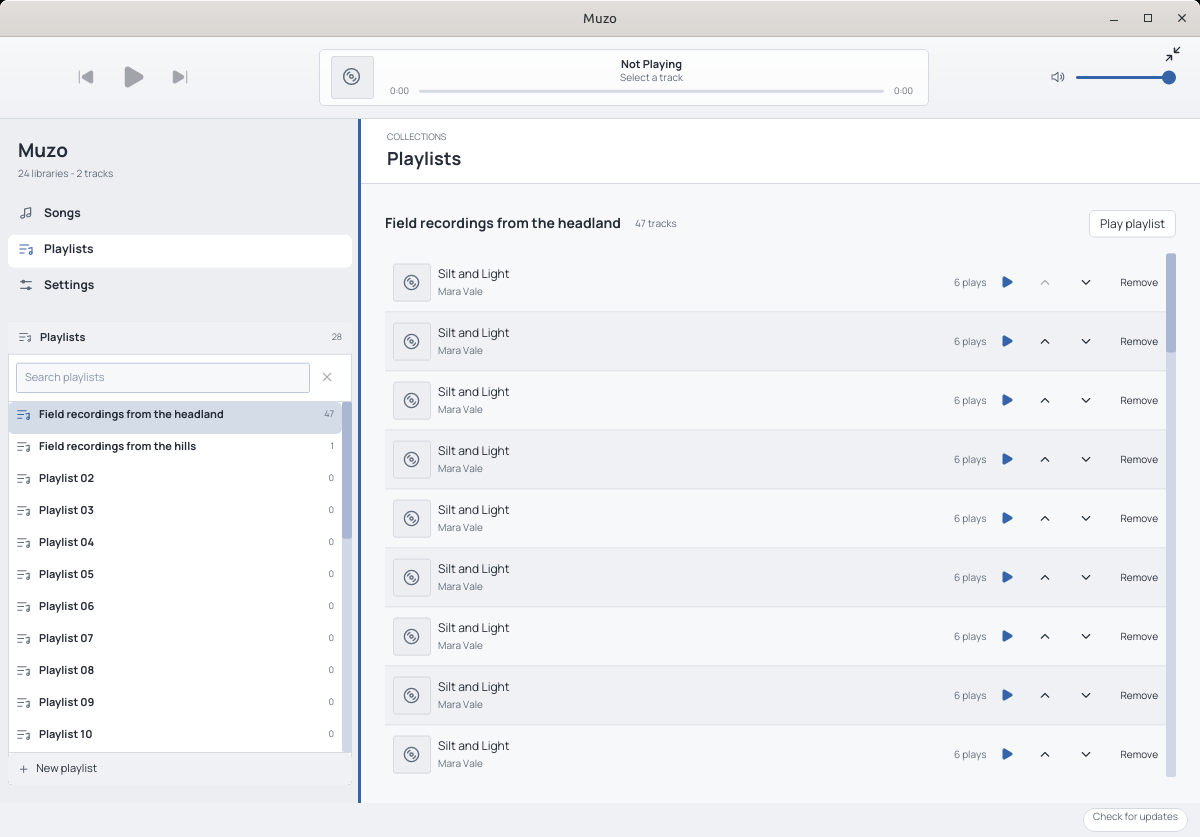 Muzo
Not Playing
Select a track
0:00
0:00
Muzo
24 libraries - 2 tracks
Songs
Playlists
Settings
Playlists 28
Search playlists
Field recordings from the headland 47
Field recordings from the hills 1
Playlist 02 0
Playlist 03 0
Playlist 04 0
Playlist 05 0
Playlist 06 0
Playlist 07 0
Playlist 08 0
Playlist 09 0
Playlist 10 0
New playlist
COLLECTIONS
Playlists
Field recordings from the headland 47 tracks Play playlist
Silt and Light
Mara Vale
6 plays Remove
Silt and Light
Mara Vale
6 plays Remove
Silt and Light
Mara Vale
6 plays Remove
Silt and Light
Mara Vale
6 plays Remove
Silt and Light
Mara Vale
6 plays Remove
Silt and Light
Mara Vale
6 plays Remove
Silt and Light
Mara Vale
6 plays Remove
Silt and Light
Mara Vale
6 plays Remove
Silt and Light
Mara Vale
6 plays Remove
Check for updates